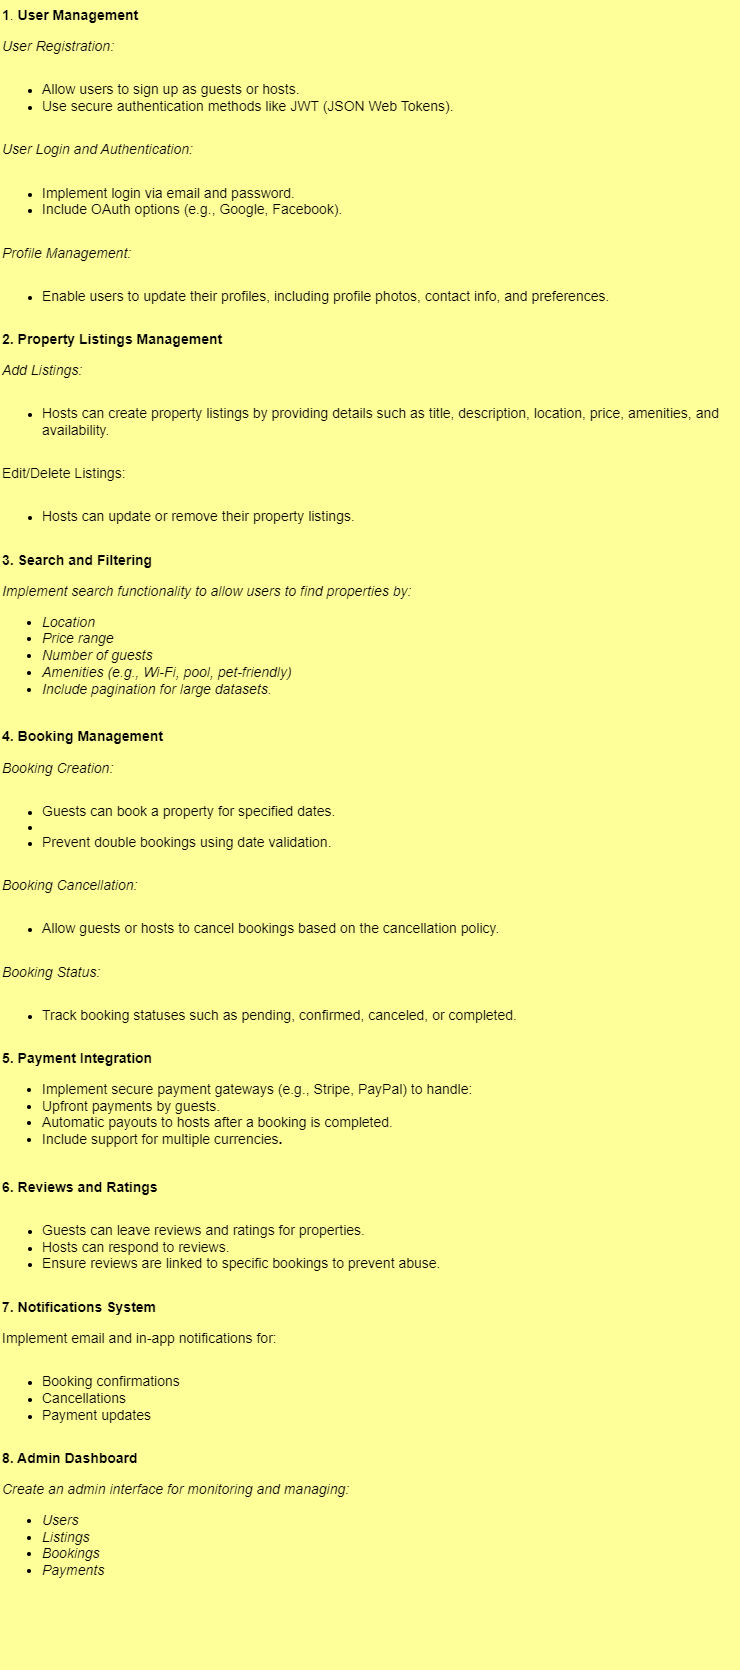 1. User Management
User Registration:
• Allow users to sign up as guests or hosts.
• Use secure authentication methods like JWT (JSON Web Tokens).
User Login and Authentication:
• Implement login via email and password.
• Include OAuth options (e.g., Google, Facebook).
Profile Management:
• Enable users to update their profiles, including profile photos, contact info, and preferences.
2. Property Listings Management
Add Listings:
• Hosts can create property listings by providing details such as title, description, location, price, amenities, and
availability.
Edit/Delete Listings:
• Hosts can update or remove their property listings.
3. Search and Filtering
Implement search functionality to allow users to find properties by:
• Location
• Price range
• Number of guests
• Amenities (e.g., Wi-Fi, pool, pet-friendly)
• Include pagination for large datasets.
4. Booking Management
Booking Creation:
• Guests can book a property for specified dates.
•
• Prevent double bookings using date validation.
Booking Cancellation:
• Allow guests or hosts to cancel bookings based on the cancellation policy.
Booking Status:
• Track booking statuses such as pending, confirmed, canceled, or completed.
5. Payment Integration
• Implement secure payment gateways (e.g., Stripe, PayPal) to handle:
• Upfront payments by guests.
• Automatic payouts to hosts after a booking is completed.
• Include support for multiple currencies.
6. Reviews and Ratings
• Guests can leave reviews and ratings for properties.
• Hosts can respond to reviews.
• Ensure reviews are linked to specific bookings to prevent abuse.
7. Notifications System
Implement email and in-app notifications for:
• Booking confirmations
• Cancellations
• Payment updates
8. Admin Dashboard
Create an admin interface for monitoring and managing:
• Users
• Listings
• Bookings
• Payments